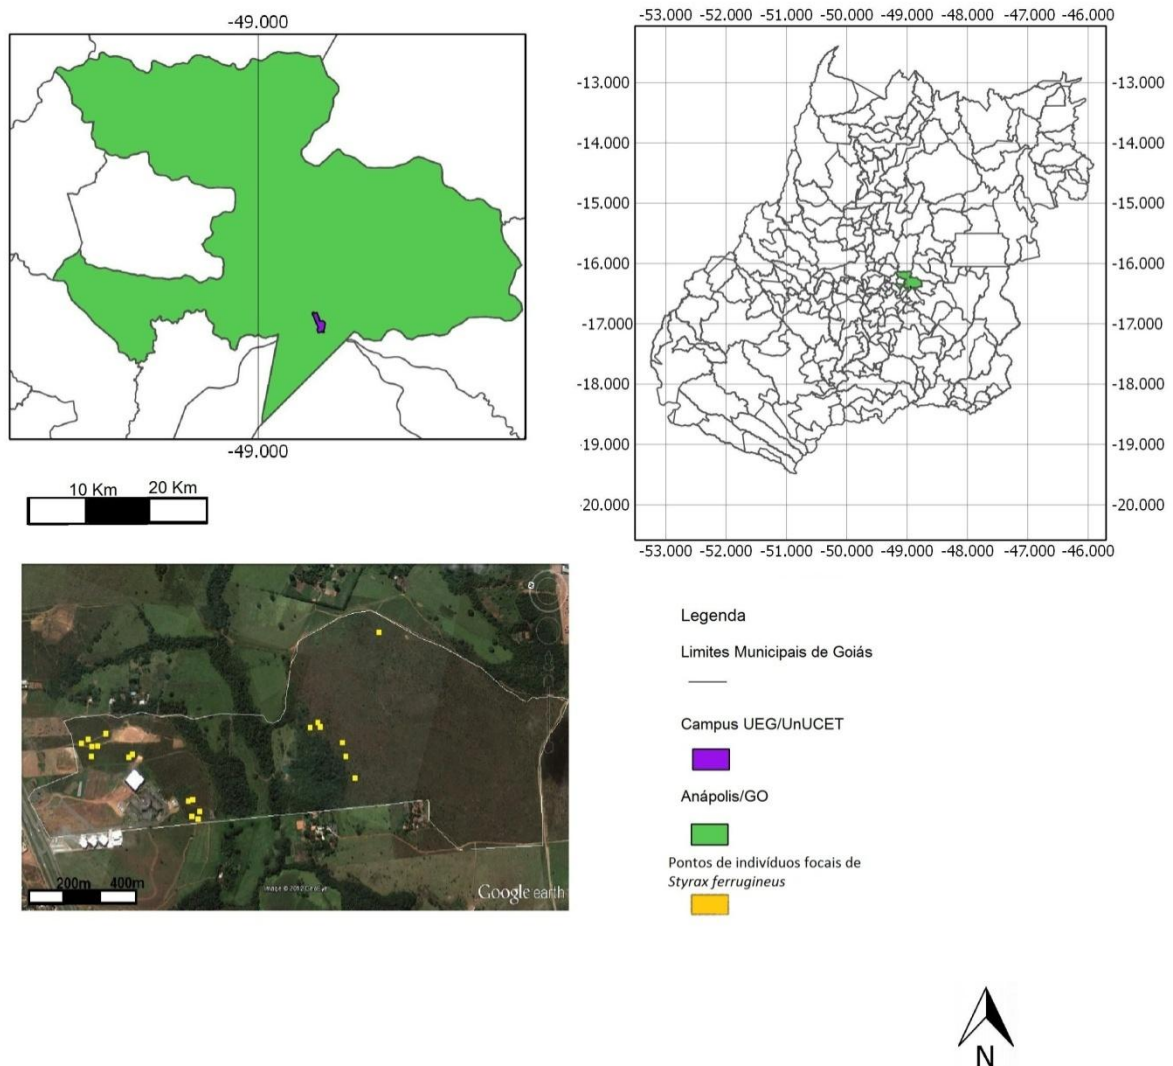 -49.000
-49.000
10 Km 20 Km
-53.000 -52.000 -51.000 -50.000 -49.000 -48.000 -47.000 -46.000
-13.000 -13.000
-14.000 -14.000
-15.000 -15.000
-16.000 -16.000
-17.000 -17.000
-18.000 -18.000
-19.000 -19.000
-20.000 -20.000
-53.000 -52.000 -51.000 -50.000 -49.000 -48.000 -47.000 -46.000
200m 400m
Image © 2012 GeoEye
Google earth
Legenda
Limites Municipais de Goiás
Campus UEG/UnUCET
Anápolis/GO
Pontos de indivíduos focais de
Styrax ferrugineus
N